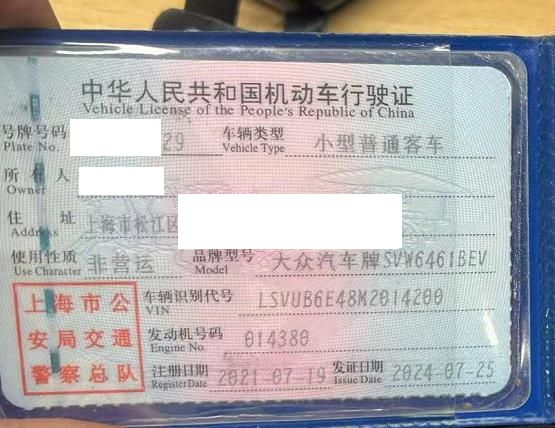 中华人民共和国机动车行驶证
Vehicle License of the People's Republic of China
号牌号码 29 车辆类型 小型普通客车
Plate No. Vehicle Type
所有人
Owner
住址 上海市松江区
Address
使用性质 非营运 品牌型号 大众汽车牌SVW6461BEV
Use Character Model
上海市公安局交通警察总队
车辆识别代号 LSVUB6E48M2014200
VIN
发动机号码 014380
Engine No.
注册日期 2021-07-19 发证日期 2024-07-25
Register Date Issue Date